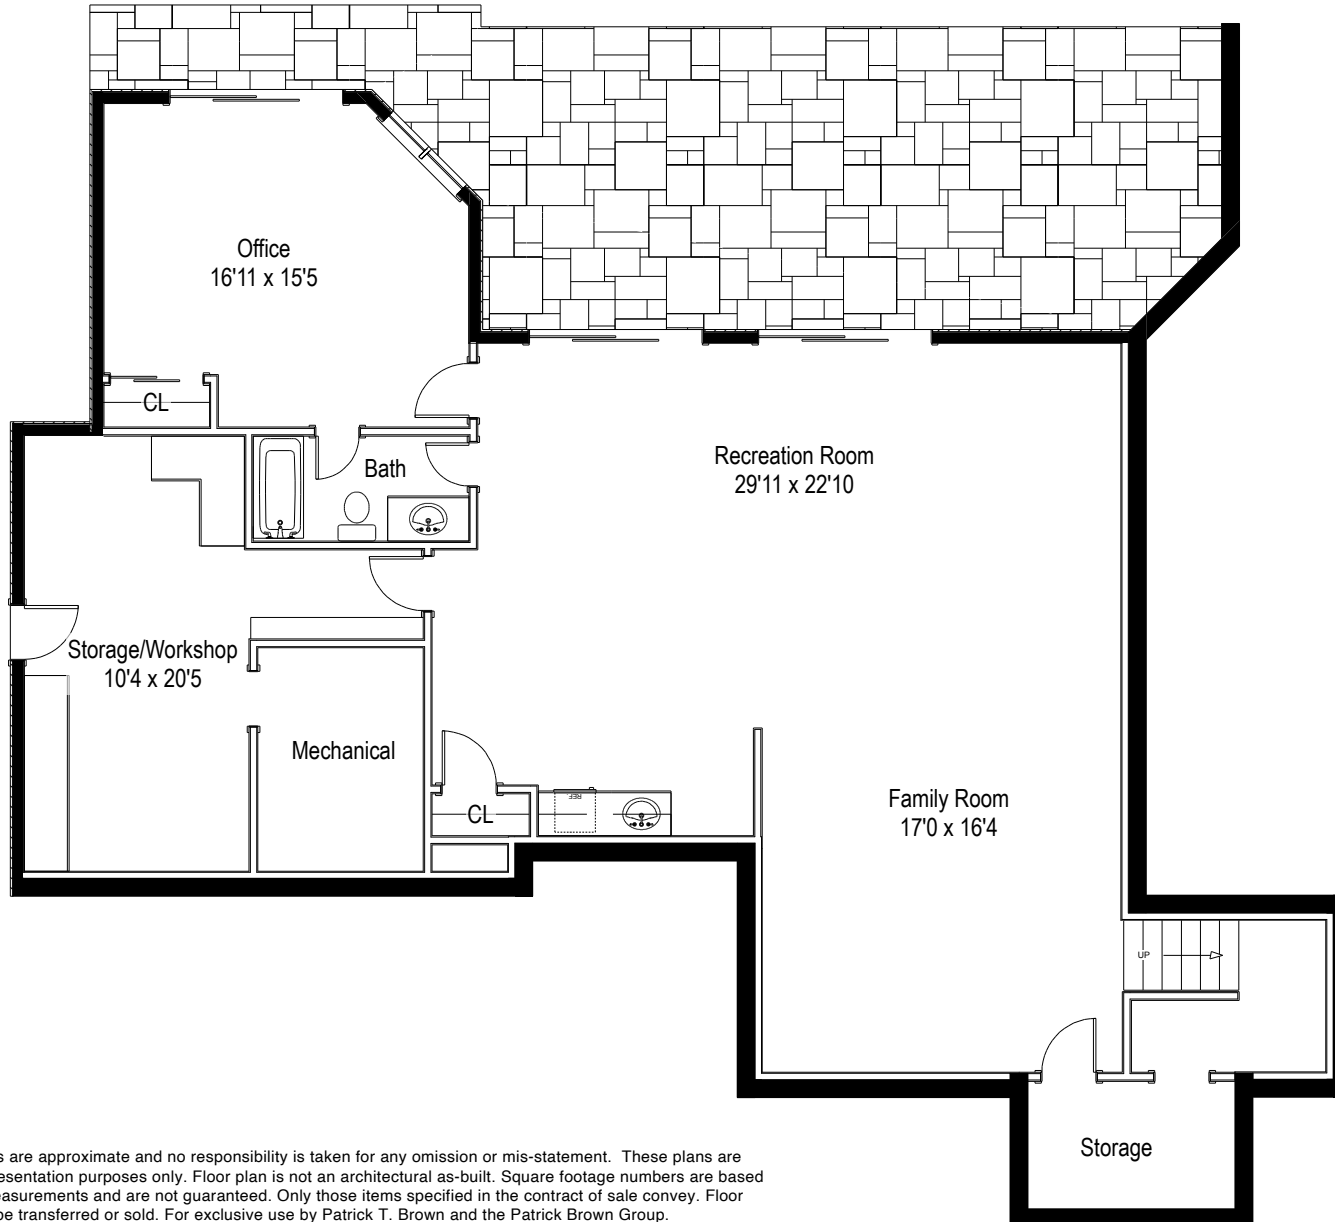 Office
16'11 x 15'5
CL
Bath
Recreation Room
29'11 x 22'10
Storage/Workshop
10'4 x 20'5
Mechanical
REF
CL
Family Room
17'0 x 16'4
UP
Storage
are approximate and no responsibility is taken for any omission or mis-statement. These plans are
purposes only. Floor plan is not an architectural as-built. Square footage numbers are based
and are not guaranteed. Only those items specified in the contract of sale convey. Floor
be transferred or sold. For exclusive use by Patrick T. Brown and the Patrick Brown Group.